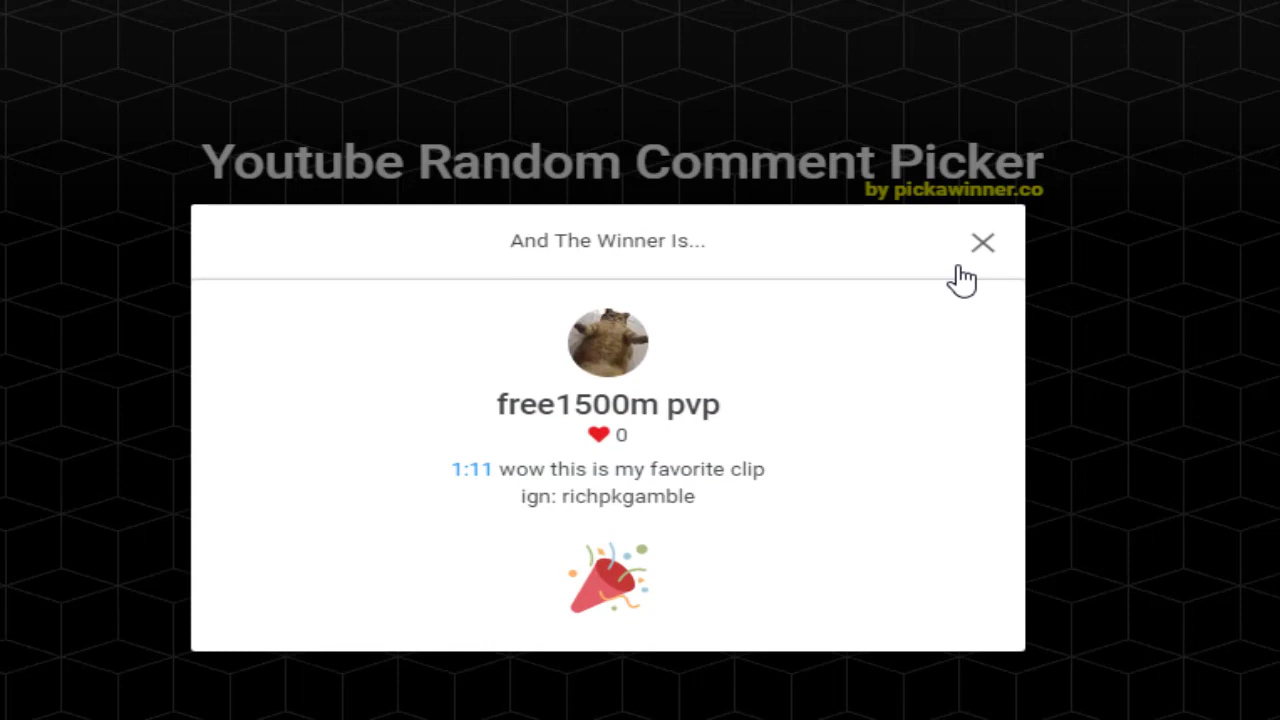 Youtube Random Comment Picker
by pickawinner.co
And The Winner Is...
free1500m pvp
0
1:11 wow this is my favorite clip
ign: richpkgamble